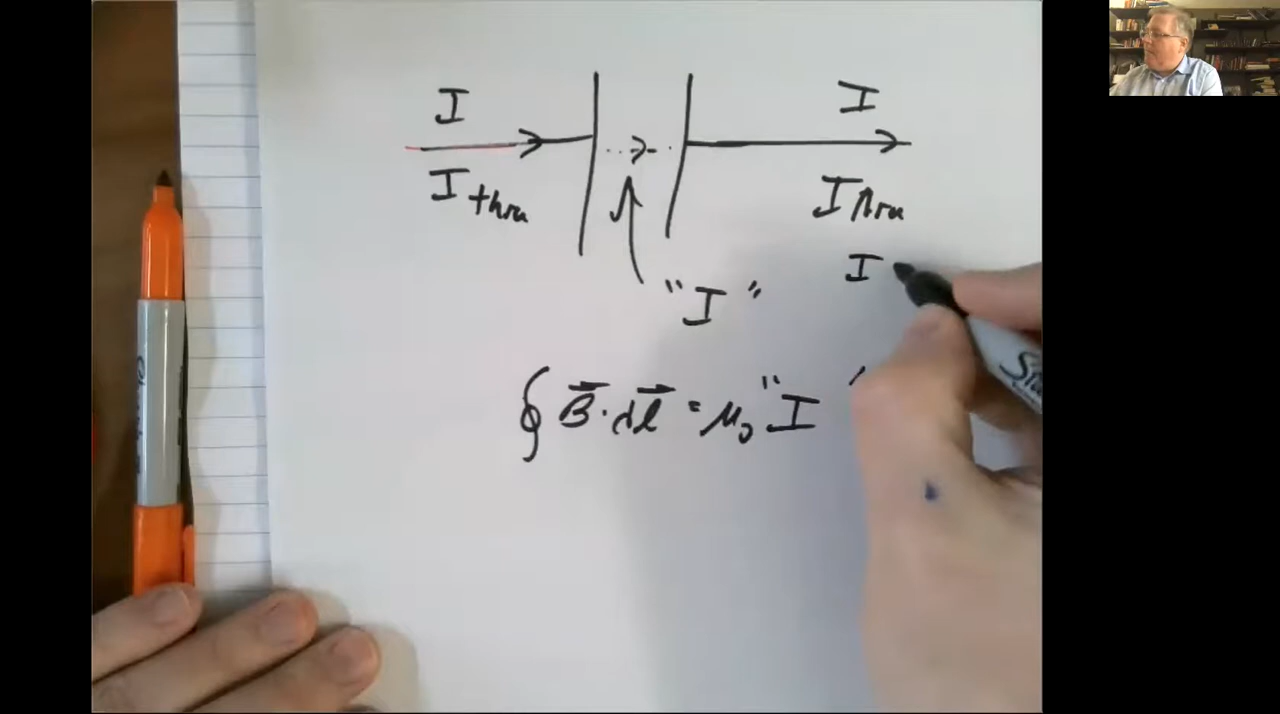 I I
I thru I thru
I
"I"
∮ B⃗ · dl⃗ = μ₀ "I"